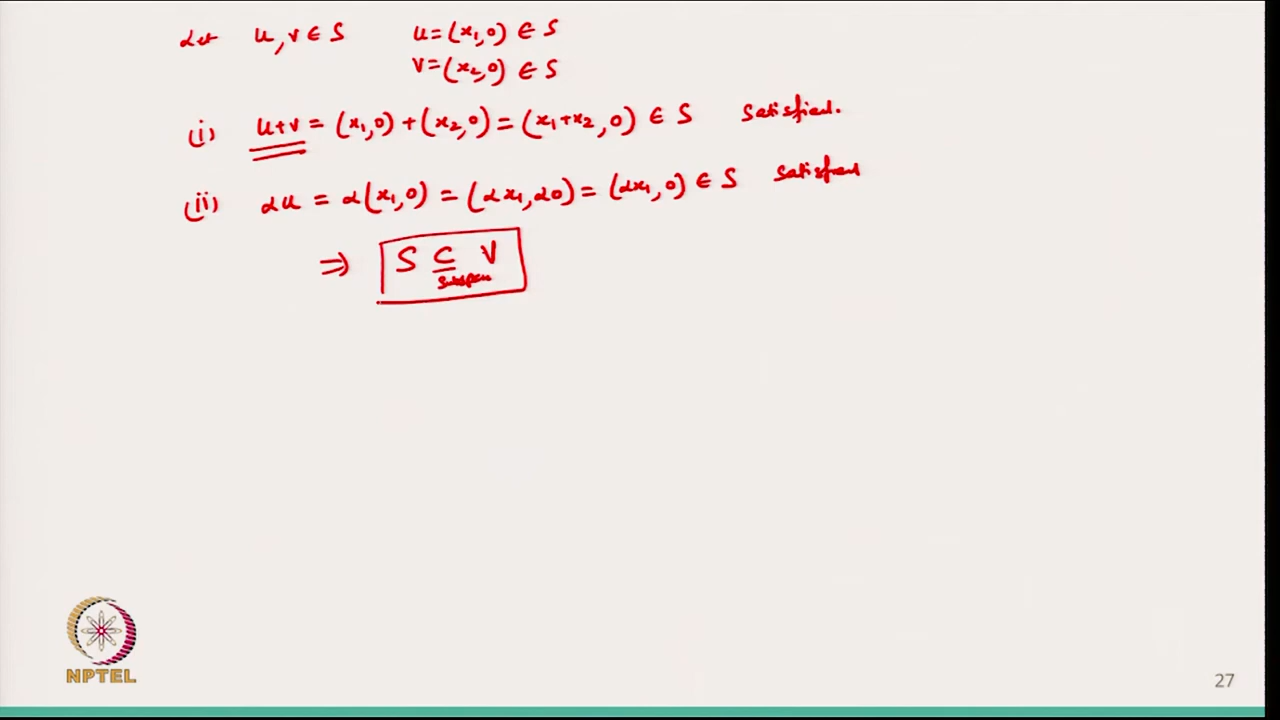 Let u, v ∈ S u = (x₁, 0) ∈ S
v = (x₂, 0) ∈ S
(i) u+v = (x₁, 0) + (x₂, 0) = (x₁+x₂, 0) ∈ S Satisfied.
(ii) αu = α(x₁, 0) = (αx₁, α0) = (αx₁, 0) ∈ S Satisfied
⇒ S ⊆ V
Subspace
NPTEL
27